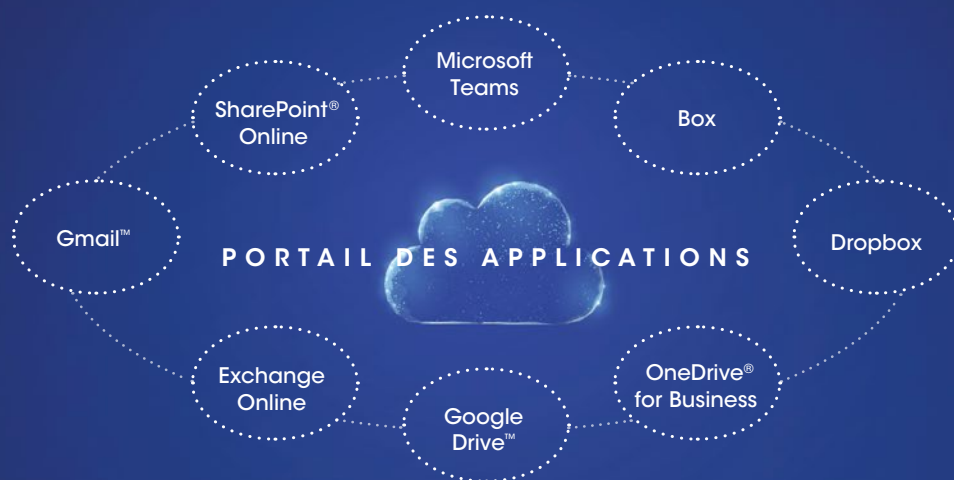 Microsoft
Teams
SharePoint®
Online
Box
Gmail™
PORTAIL DES APPLICATIONS
Dropbox
Exchange
Online
OneDrive®
for Business
Google
Drive™